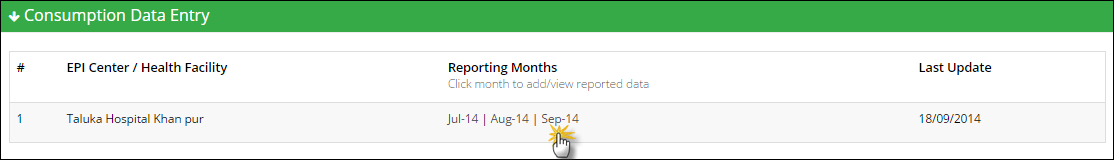 Consumption Data Entry
# EPI Center / Health Facility Reporting Months Last Update
Click month to add/view reported data
1 Taluka Hospital Khan pur Jul-14 | Aug-14 | Sep-14 18/09/2014